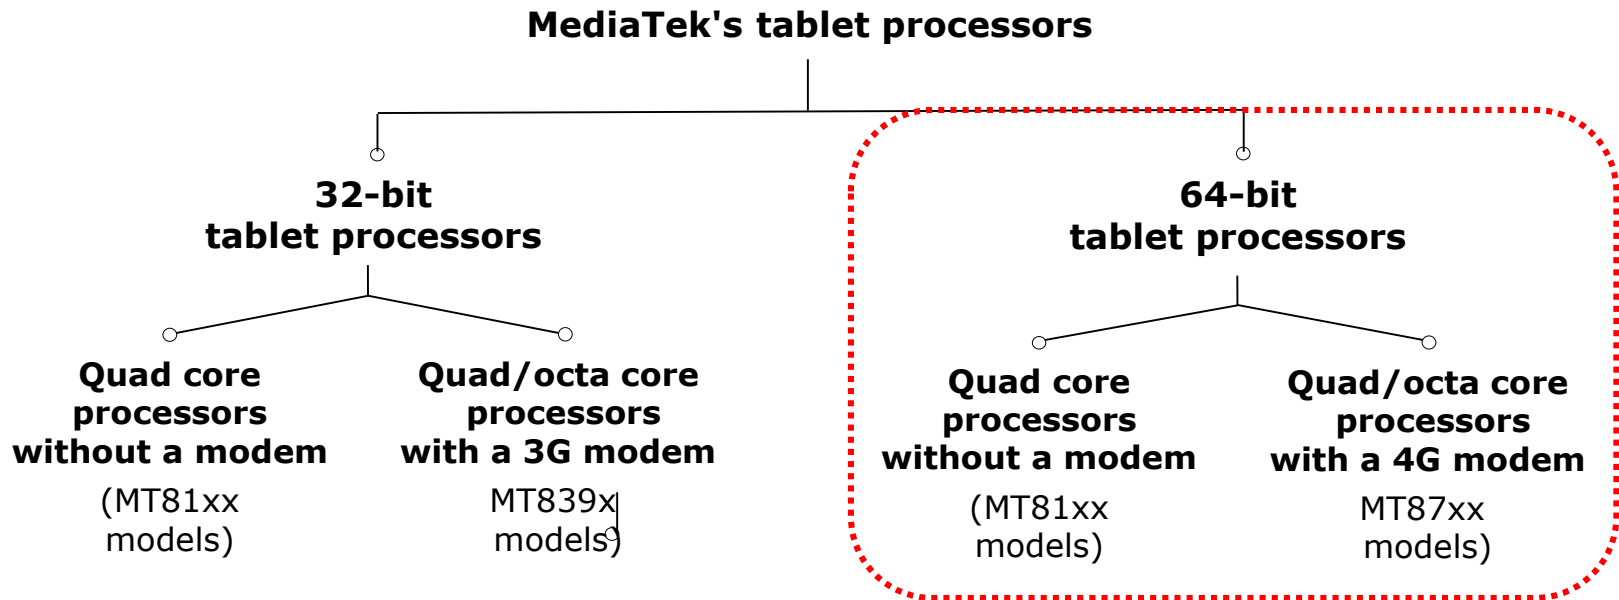 MediaTek's tablet processors
32-bit
tablet processors
64-bit
tablet processors
Quad core
processors
without a modem
(MT81xx
models)
Quad/octa core
processors
with a 3G modem
MT839x
models)
Quad core
processors
without a modem
(MT81xx
models)
Quad/octa core
processors
with a 4G modem
MT87xx
models)